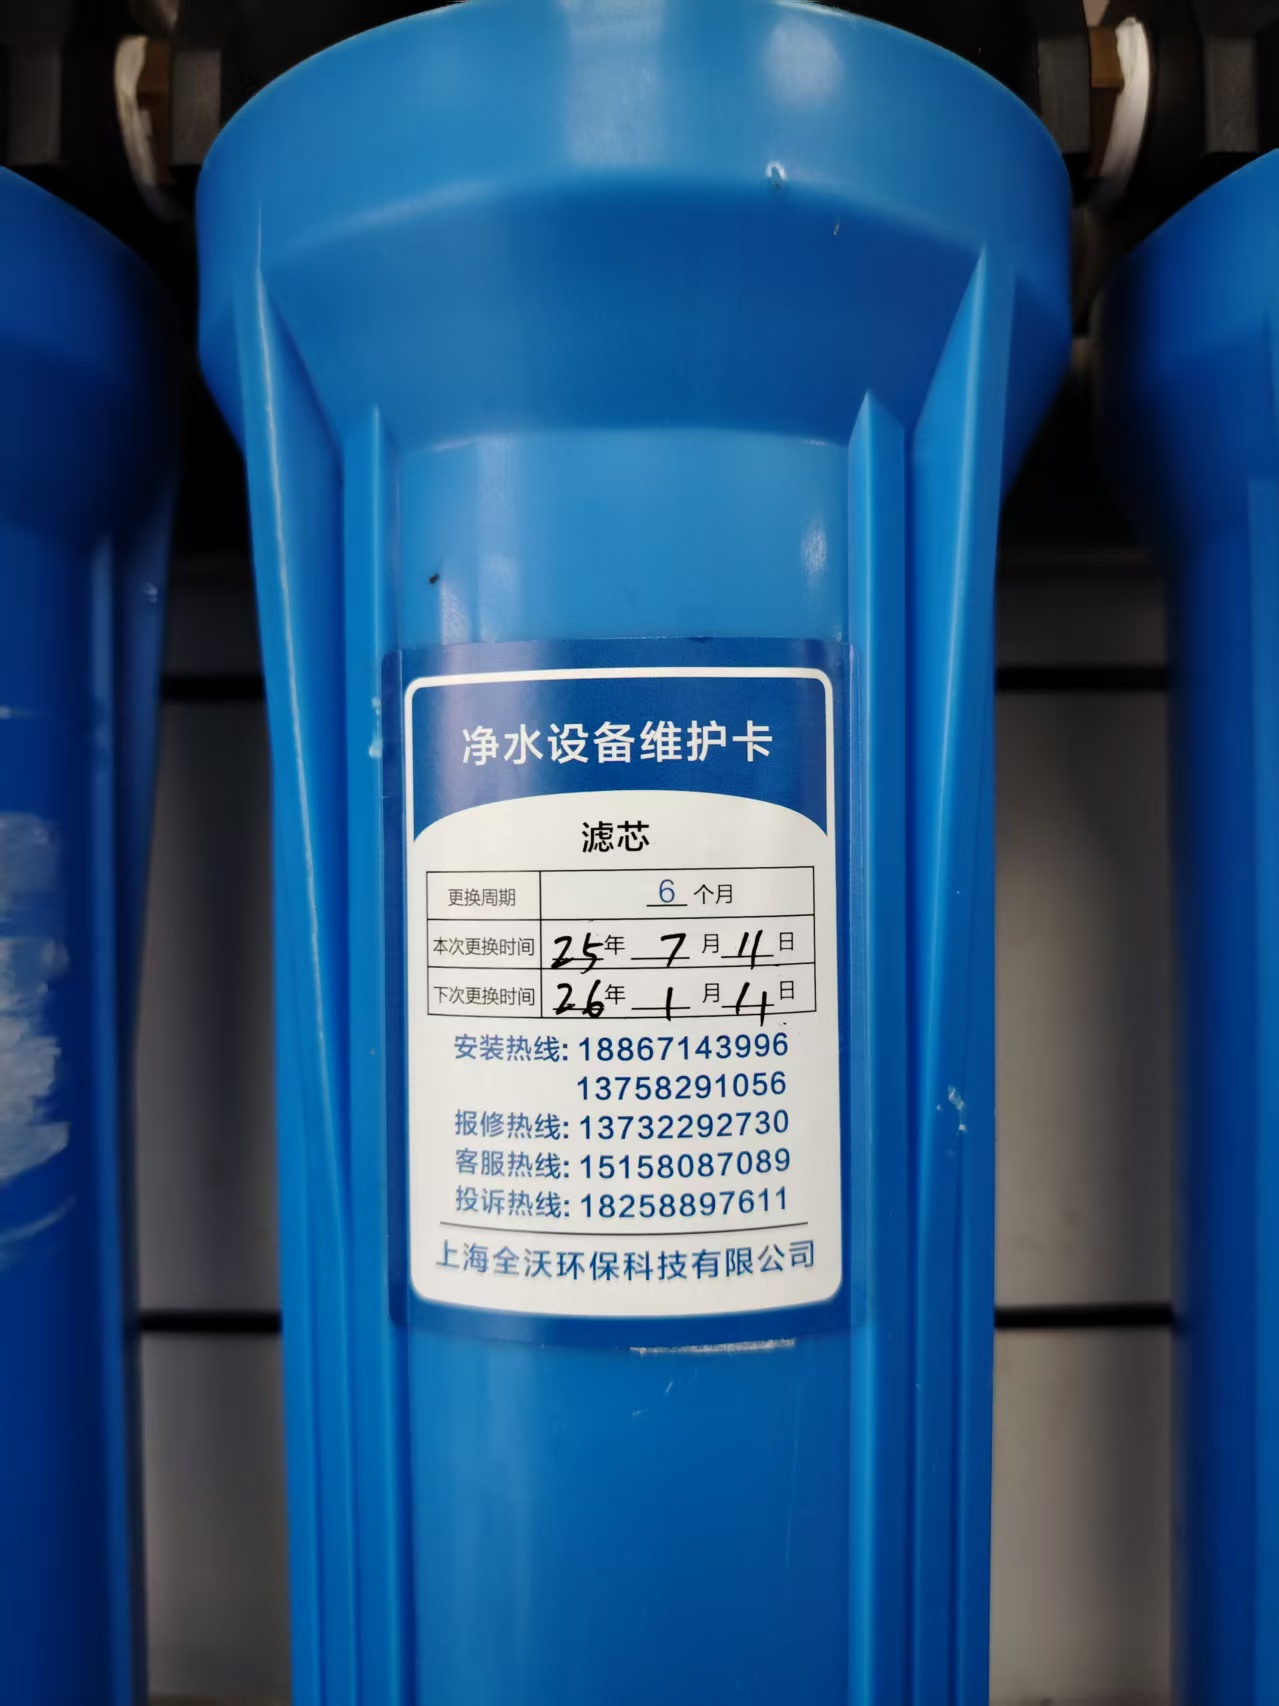 净水设备维护卡
滤芯
更换周期 6 个月
本次更换时间 25年 7 月 11 日
下次更换时间 26年 1 月 11 日
安装热线: 18867143996
13758291056
报修热线: 13732292730
客服热线: 15158087089
投诉热线: 18258897611
上海全沃环保科技有限公司